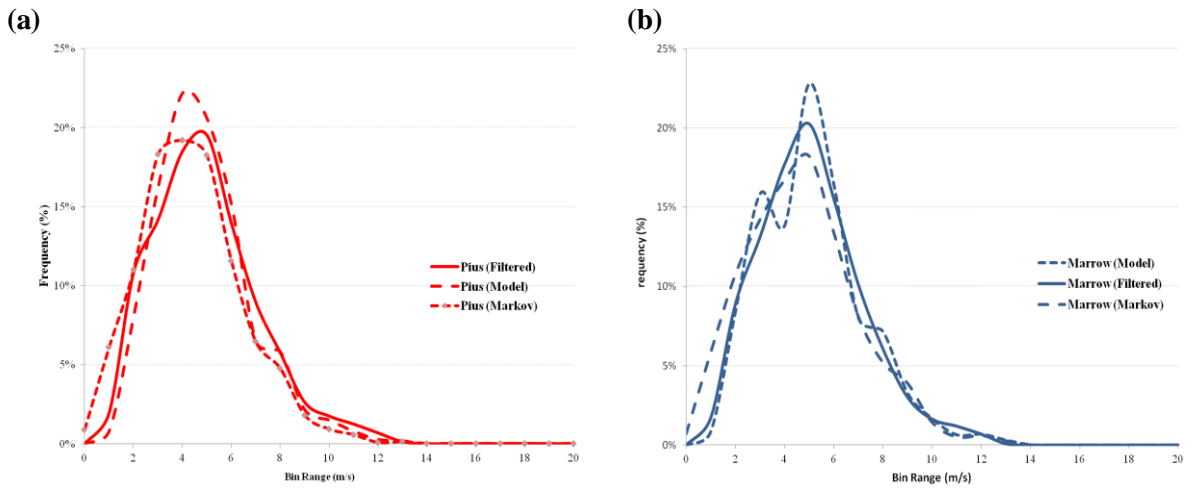 (a)
(b)
25%
20%
15%
10%
5%
0%
Frequency (%)
Pius (Filtered)
Pius (Model)
Pius (Markov)
0 2 4 6 8 10 12 14 16 18 20
Bin Range (m/s)
25%
20%
15%
10%
5%
0%
requency (%)
Marrow (Model)
Marrow (Filtered)
Marrow (Markov)
0 2 4 6 8 10 12 14 16 18 20
Bin Range (m/s)